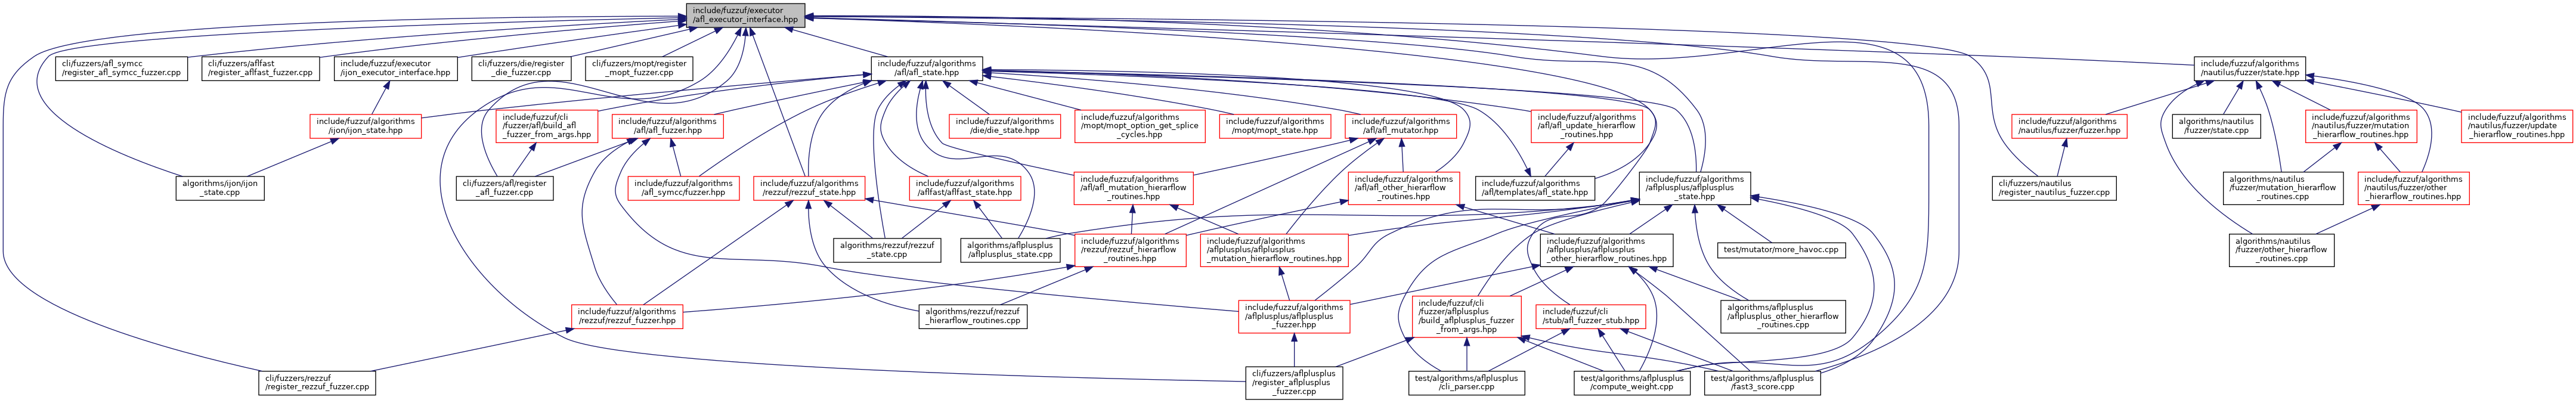 include/fuzzuf/executor
/afl_executor_interface.hpp
cli/fuzzers/afl_symcc
/register_afl_symcc_fuzzer.cpp
cli/fuzzers/aflfast
/register_aflfast_fuzzer.cpp
include/fuzzuf/executor
/ijon_executor_interface.hpp
cli/fuzzers/die/register
_die_fuzzer.cpp
cli/fuzzers/mopt/register
_mopt_fuzzer.cpp
include/fuzzuf/algorithms
/afl/afl_state.hpp
include/fuzzuf/algorithms
/nautilus/fuzzer/state.hpp
include/fuzzuf/algorithms
/ijon/ijon_state.hpp
include/fuzzuf/cli
/fuzzer/afl/build_afl
_fuzzer_from_args.hpp
include/fuzzuf/algorithms
/afl/afl_fuzzer.hpp
include/fuzzuf/algorithms
/die/die_state.hpp
include/fuzzuf/algorithms
/mopt/mopt_option_get_splice
_cycles.hpp
include/fuzzuf/algorithms
/mopt/mopt_state.hpp
include/fuzzuf/algorithms
/afl/afl_mutator.hpp
include/fuzzuf/algorithms
/afl/afl_update_hierarflow
_routines.hpp
include/fuzzuf/algorithms
/nautilus/fuzzer/fuzzer.hpp
algorithms/nautilus
/fuzzer/state.cpp
include/fuzzuf/algorithms
/nautilus/fuzzer/mutation
_hierarflow_routines.hpp
include/fuzzuf/algorithms
/nautilus/fuzzer/update
_hierarflow_routines.hpp
algorithms/ijon/ijon
_state.cpp
cli/fuzzers/afl/register
_afl_fuzzer.cpp
include/fuzzuf/algorithms
/afl_symcc/fuzzer.hpp
include/fuzzuf/algorithms
/rezzuf/rezzuf_state.hpp
include/fuzzuf/algorithms
/aflfast/aflfast_state.hpp
include/fuzzuf/algorithms
/afl/afl_mutation_hierarflow
_routines.hpp
include/fuzzuf/algorithms
/afl/afl_other_hierarflow
_routines.hpp
include/fuzzuf/algorithms
/afl/templates/afl_state.hpp
include/fuzzuf/algorithms
/aflplusplus/aflplusplus
_state.hpp
cli/fuzzers/nautilus
/register_nautilus_fuzzer.cpp
algorithms/nautilus
/fuzzer/mutation_hierarflow
_routines.cpp
include/fuzzuf/algorithms
/nautilus/fuzzer/other
_hierarflow_routines.hpp
algorithms/rezzuf/rezzuf
_state.cpp
algorithms/aflplusplus
/aflplusplus_state.cpp
include/fuzzuf/algorithms
/rezzuf/rezzuf_hierarflow
_routines.hpp
include/fuzzuf/algorithms
/aflplusplus/aflplusplus
_mutation_hierarflow_routines.hpp
include/fuzzuf/algorithms
/aflplusplus/aflplusplus
_other_hierarflow_routines.hpp
test/mutator/more_havoc.cpp
algorithms/nautilus
/fuzzer/other_hierarflow
_routines.cpp
include/fuzzuf/algorithms
/rezzuf/rezzuf_fuzzer.hpp
algorithms/rezzuf/rezzuf
_hierarflow_routines.cpp
include/fuzzuf/algorithms
/aflplusplus/aflplusplus
_fuzzer.hpp
include/fuzzuf/cli
/fuzzer/aflplusplus
/build_aflplusplus_fuzzer
_from_args.hpp
include/fuzzuf/cli
/stub/afl_fuzzer_stub.hpp
algorithms/aflplusplus
/aflplusplus_other_hierarflow
_routines.cpp
cli/fuzzers/rezzuf
/register_rezzuf_fuzzer.cpp
cli/fuzzers/aflplusplus
/register_aflplusplus
_fuzzer.cpp
test/algorithms/aflplusplus
/cli_parser.cpp
test/algorithms/aflplusplus
/compute_weight.cpp
test/algorithms/aflplusplus
/fast3_score.cpp